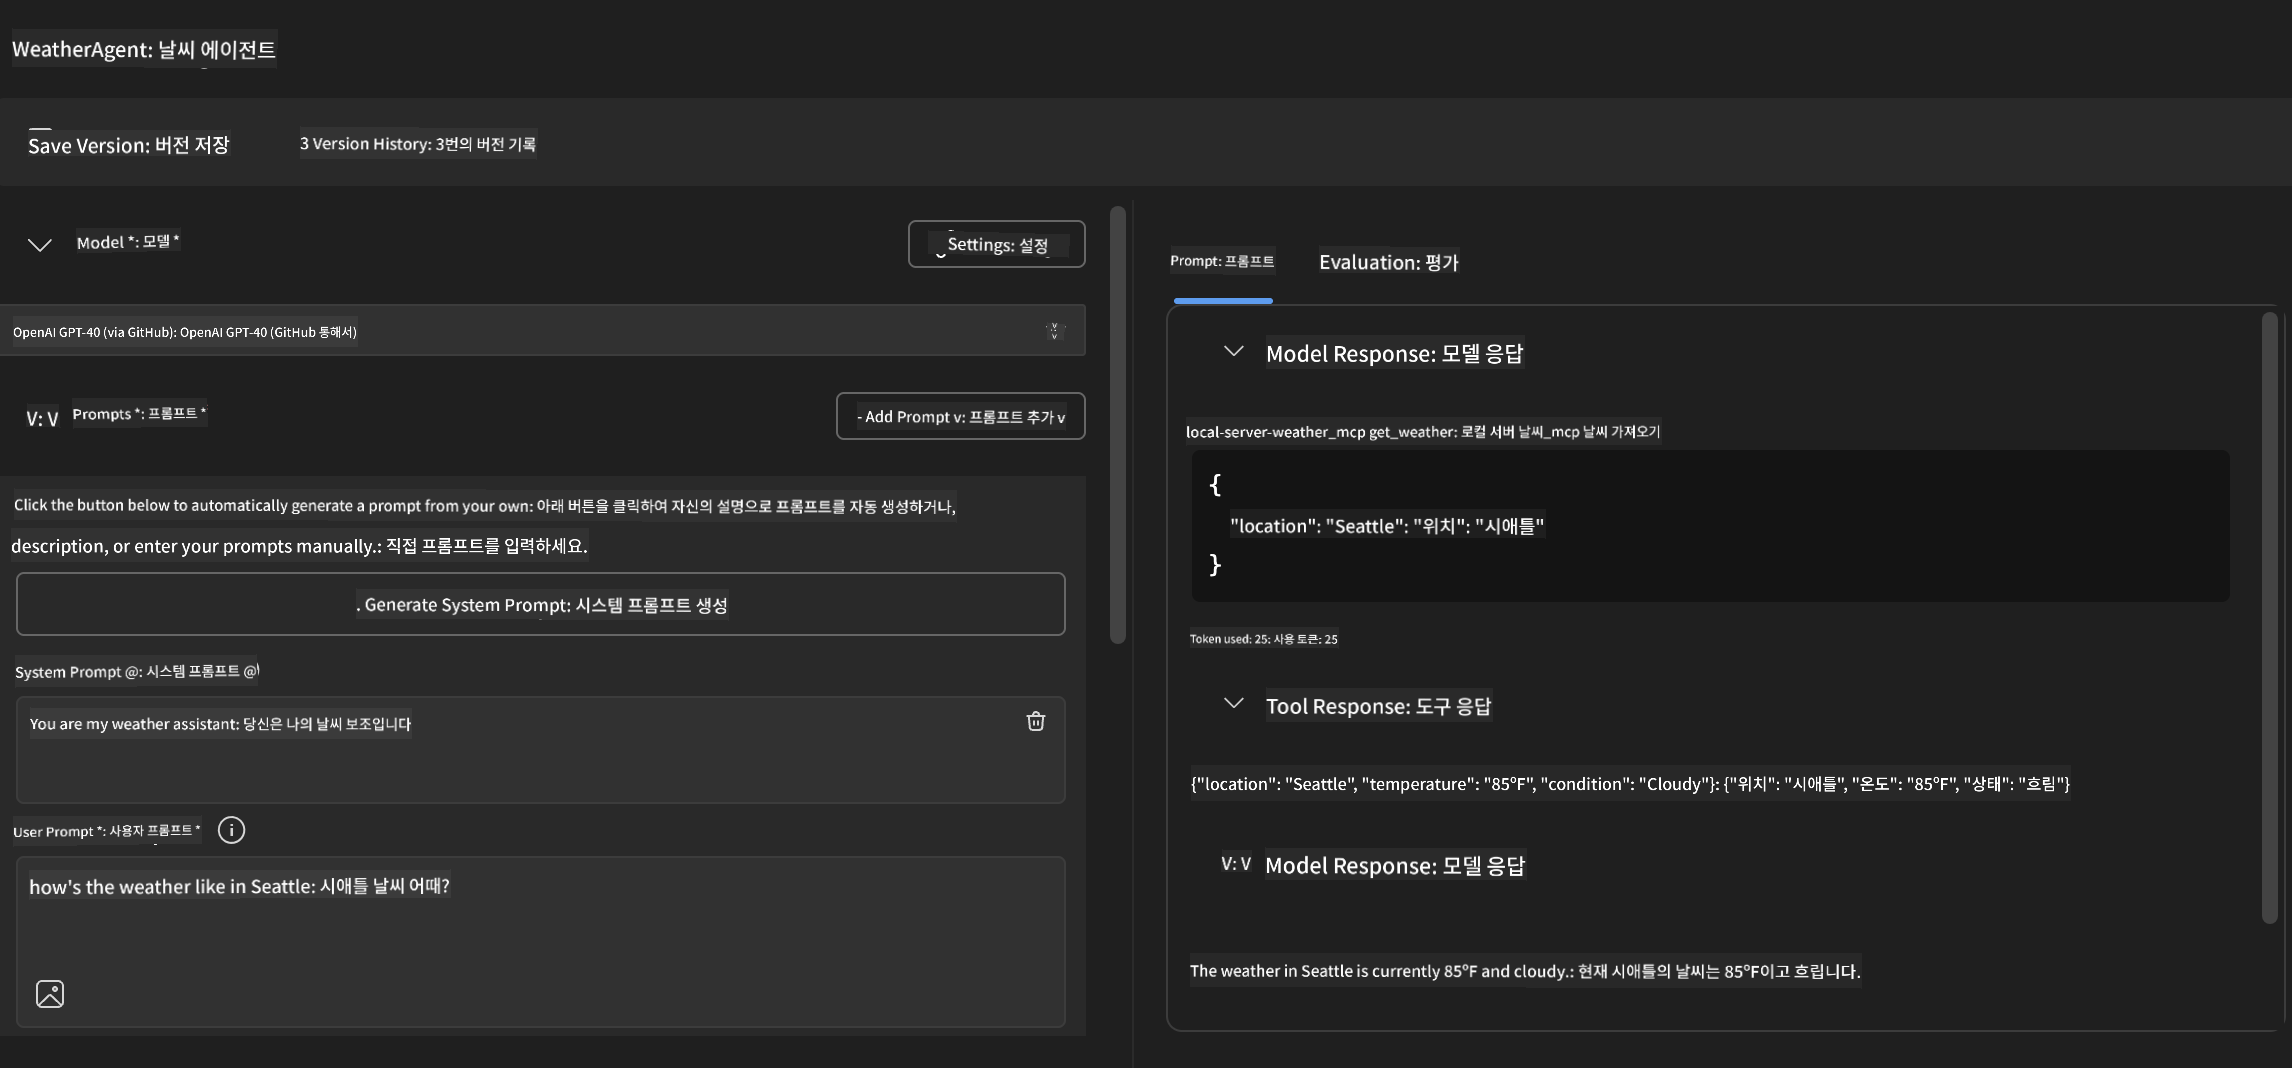 WeatherAgent: 날씨 에이전트
Save Version: 버전 저장
3 Version History: 3번의 버전 기록
Model *: 모델 *
Settings: 설정
OpenAI GPT-40 (via GitHub): OpenAI GPT-40 (GitHub 통해서)
V: V
Prompts *: 프롬프트 *
- Add Prompt v: 프롬프트 추가 v
Click the button below to automatically generate a prompt from your own: 아래 버튼을 클릭하여 자신의 설명으로 프롬프트를 자동 생성하거나,
description, or enter your prompts manually.: 직접 프롬프트를 입력하세요.
. Generate System Prompt: 시스템 프롬프트 생성
System Prompt @: 시스템 프롬프트 @
You are my weather assistant: 당신은 나의 날씨 보조입니다
User Prompt *: 사용자 프롬프트 *
how's the weather like in Seattle: 시애틀 날씨 어때?
Prompt: 프롬프트
Evaluation: 평가
Model Response: 모델 응답
local-server-weather_mcp get_weather: 로컬 서버 날씨_mcp 날씨 가져오기
{
"location": "Seattle": "위치": "시애틀"
}
Token used: 25: 사용 토큰: 25
Tool Response: 도구 응답
{"location": "Seattle", "temperature": "85°F", "condition": "Cloudy"}: {"위치": "시애틀", "온도": "85°F", "상태": "흐림"}
V: V
Model Response: 모델 응답
The weather in Seattle is currently 85°F and cloudy.: 현재 시애틀의 날씨는 85°F이고 흐립니다.